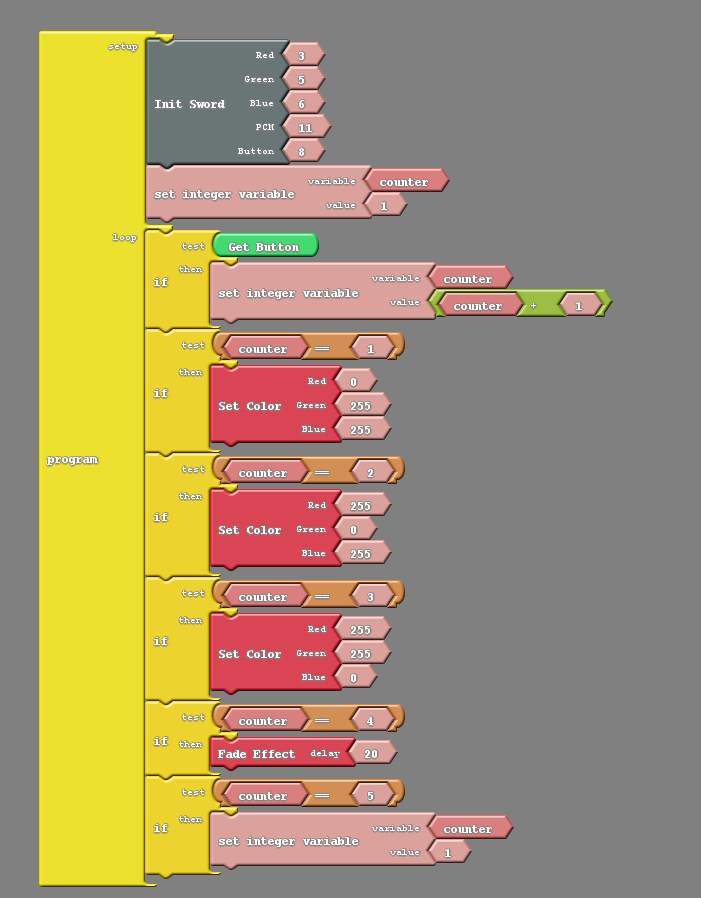 setup
Init Sword
Red 3
Green 5
Blue 6
PCM 11
Button 8
set integer variable
variable counter
value 1
loop
if
test Get Button
then
set integer variable
variable counter
value counter + 1
if
test counter == 1
then
Set Color
Red 0
Green 255
Blue 255
program
if
test counter == 2
then
Set Color
Red 255
Green 0
Blue 255
if
test counter == 3
then
Set Color
Red 255
Green 255
Blue 0
if
test counter == 4
then
Fade Effect delay 20
if
test counter == 5
then
set integer variable
variable counter
value 1